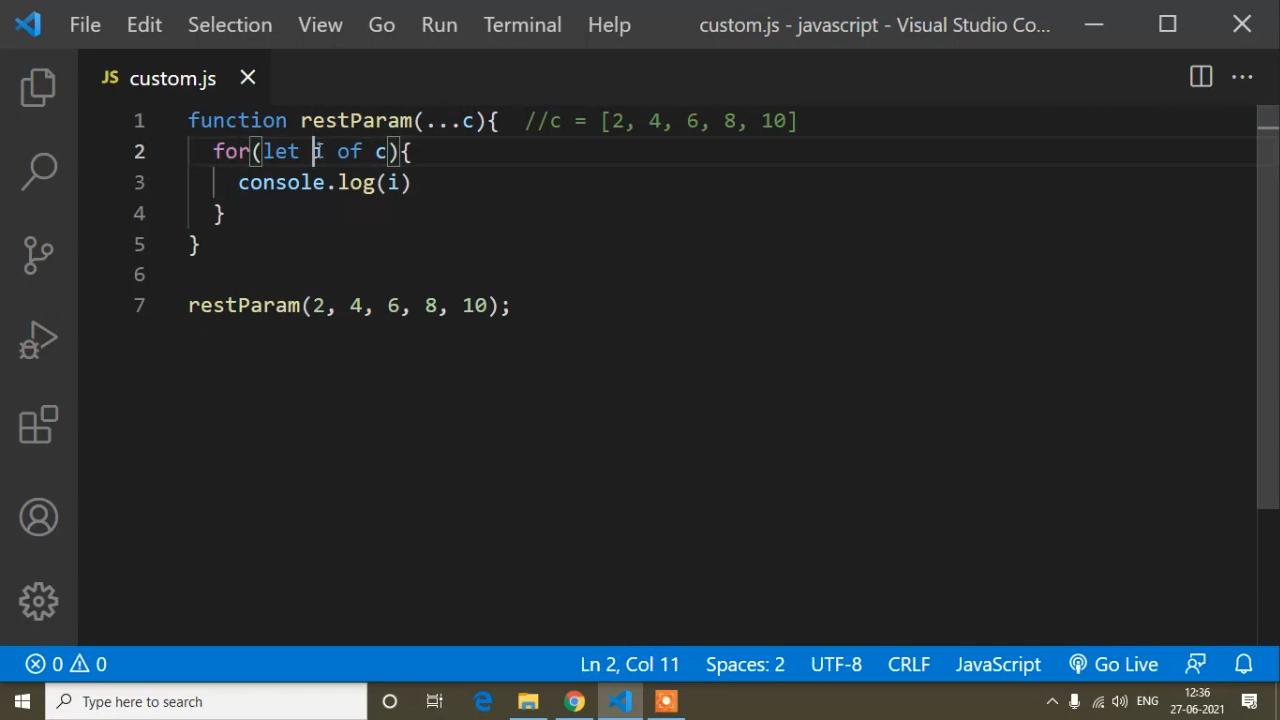 File Edit Selection View Go Run Terminal Help custom.js - javascript - Visual Studio Co...
JS custom.js
1 function restParam(...c){ //c = [2, 4, 6, 8, 10]
2 for(let i of c){
3 console.log(i)
4 }
5 }
6
7 restParam(2, 4, 6, 8, 10);
0 0 Ln 2, Col 11 Spaces: 2 UTF-8 CRLF JavaScript Go Live
Type here to search ENG 12:36
27-06-2021